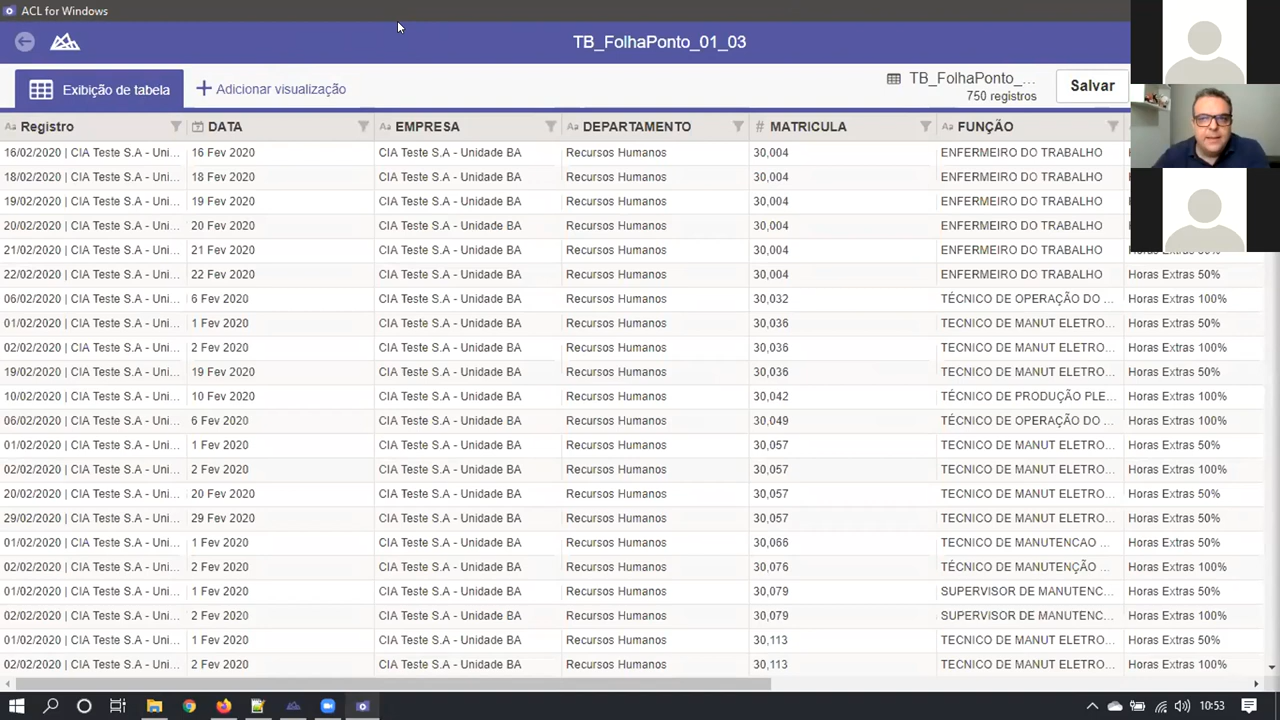 ACL for Windows
TB_FolhaPonto_01_03
Exibição de tabela
Adicionar visualização
TB_FolhaPonto_...
750 registros
Salvar
Registro DATA EMPRESA DEPARTAMENTO # MATRICULA FUNÇÃO
16/02/2020 | CIA Teste S.A - Uni... 16 Fev 2020 CIA Teste S.A - Unidade BA Recursos Humanos 30,004 ENFERMEIRO DO TRABALHO
18/02/2020 | CIA Teste S.A - Uni... 18 Fev 2020 CIA Teste S.A - Unidade BA Recursos Humanos 30,004 ENFERMEIRO DO TRABALHO
19/02/2020 | CIA Teste S.A - Uni... 19 Fev 2020 CIA Teste S.A - Unidade BA Recursos Humanos 30,004 ENFERMEIRO DO TRABALHO
20/02/2020 | CIA Teste S.A - Uni... 20 Fev 2020 CIA Teste S.A - Unidade BA Recursos Humanos 30,004 ENFERMEIRO DO TRABALHO
21/02/2020 | CIA Teste S.A - Uni... 21 Fev 2020 CIA Teste S.A - Unidade BA Recursos Humanos 30,004 ENFERMEIRO DO TRABALHO
22/02/2020 | CIA Teste S.A - Uni... 22 Fev 2020 CIA Teste S.A - Unidade BA Recursos Humanos 30,004 ENFERMEIRO DO TRABALHO Horas Extras 50%
06/02/2020 | CIA Teste S.A - Uni... 6 Fev 2020 CIA Teste S.A - Unidade BA Recursos Humanos 30,032 TÉCNICO DE OPERAÇÃO DO ... Horas Extras 100%
01/02/2020 | CIA Teste S.A - Uni... 1 Fev 2020 CIA Teste S.A - Unidade BA Recursos Humanos 30,036 TECNICO DE MANUT ELETRO... Horas Extras 50%
02/02/2020 | CIA Teste S.A - Uni... 2 Fev 2020 CIA Teste S.A - Unidade BA Recursos Humanos 30,036 TECNICO DE MANUT ELETRO... Horas Extras 100%
19/02/2020 | CIA Teste S.A - Uni... 19 Fev 2020 CIA Teste S.A - Unidade BA Recursos Humanos 30,036 TECNICO DE MANUT ELETRO... Horas Extras 50%
10/02/2020 | CIA Teste S.A - Uni... 10 Fev 2020 CIA Teste S.A - Unidade BA Recursos Humanos 30,042 TÉCNICO DE PRODUÇÃO PLE... Horas Extras 100%
06/02/2020 | CIA Teste S.A - Uni... 6 Fev 2020 CIA Teste S.A - Unidade BA Recursos Humanos 30,049 TÉCNICO DE OPERAÇÃO DO ... Horas Extras 100%
01/02/2020 | CIA Teste S.A - Uni... 1 Fev 2020 CIA Teste S.A - Unidade BA Recursos Humanos 30,057 TECNICO DE MANUT ELETRO... Horas Extras 50%
02/02/2020 | CIA Teste S.A - Uni... 2 Fev 2020 CIA Teste S.A - Unidade BA Recursos Humanos 30,057 TECNICO DE MANUT ELETRO... Horas Extras 100%
20/02/2020 | CIA Teste S.A - Uni... 20 Fev 2020 CIA Teste S.A - Unidade BA Recursos Humanos 30,057 TECNICO DE MANUT ELETRO... Horas Extras 50%
29/02/2020 | CIA Teste S.A - Uni... 29 Fev 2020 CIA Teste S.A - Unidade BA Recursos Humanos 30,057 TECNICO DE MANUT ELETRO... Horas Extras 50%
01/02/2020 | CIA Teste S.A - Uni... 1 Fev 2020 CIA Teste S.A - Unidade BA Recursos Humanos 30,066 TECNICO DE MANUTENCAO ... Horas Extras 50%
02/02/2020 | CIA Teste S.A - Uni... 2 Fev 2020 CIA Teste S.A - Unidade BA Recursos Humanos 30,076 TÉCNICO DE MANUTENÇÃO ... Horas Extras 100%
01/02/2020 | CIA Teste S.A - Uni... 1 Fev 2020 CIA Teste S.A - Unidade BA Recursos Humanos 30,079 SUPERVISOR DE MANUTENC... Horas Extras 50%
02/02/2020 | CIA Teste S.A - Uni... 2 Fev 2020 CIA Teste S.A - Unidade BA Recursos Humanos 30,079 SUPERVISOR DE MANUTENC... Horas Extras 100%
01/02/2020 | CIA Teste S.A - Uni... 1 Fev 2020 CIA Teste S.A - Unidade BA Recursos Humanos 30,113 TECNICO DE MANUT ELETRO... Horas Extras 50%
02/02/2020 | CIA Teste S.A - Uni... 2 Fev 2020 CIA Teste S.A - Unidade BA Recursos Humanos 30,113 TECNICO DE MANUT ELETRO... Horas Extras 100%
10:53